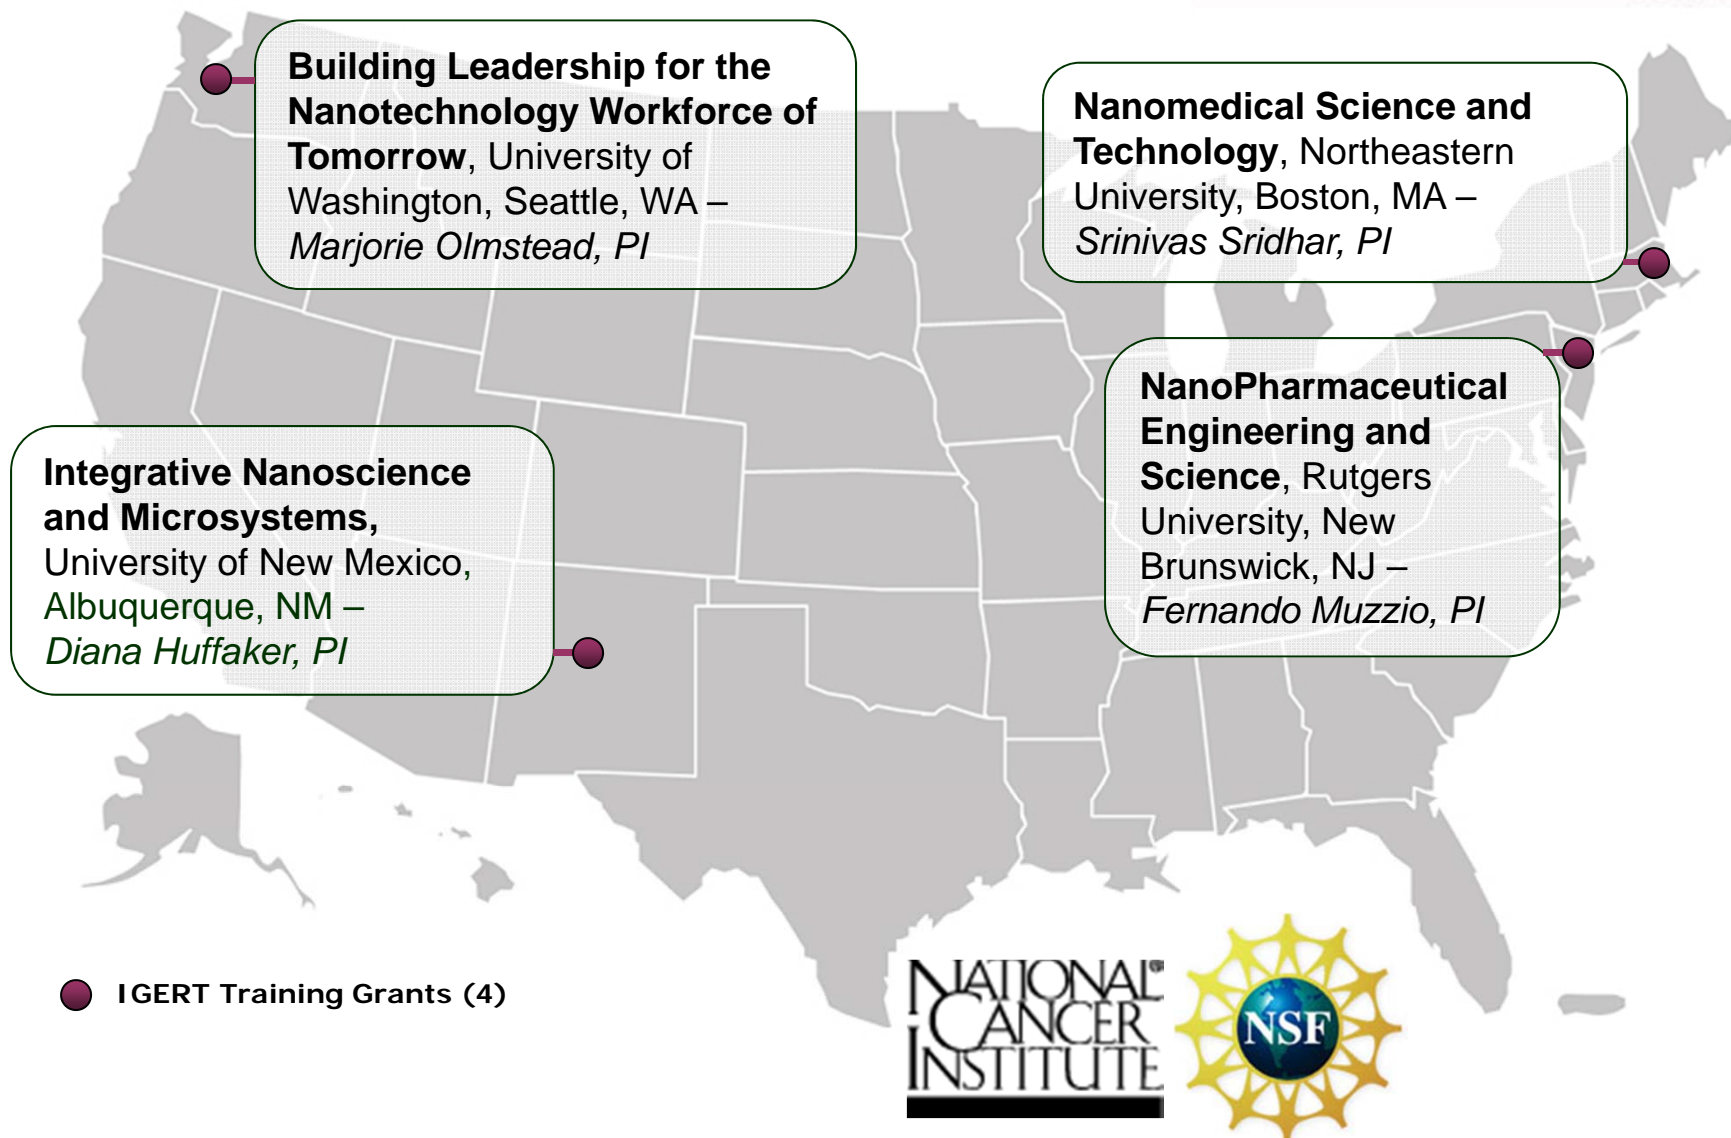 Building Leadership for the
Nanotechnology Workforce of
Tomorrow, University of
Washington, Seattle, WA –
Marjorie Olmstead, PI
Nanomedical Science and
Technology, Northeastern
University, Boston, MA –
Srinivas Sridhar, PI
NanoPharmaceutical
Engineering and
Science, Rutgers
University, New
Brunswick, NJ –
Fernando Muzzio, PI
Integrative Nanoscience
and Microsystems,
University of New Mexico,
Albuquerque, NM –
Diana Huffaker, PI
IGERT Training Grants (4)
NATIONAL
CANCER
INSTITUTE
NSF